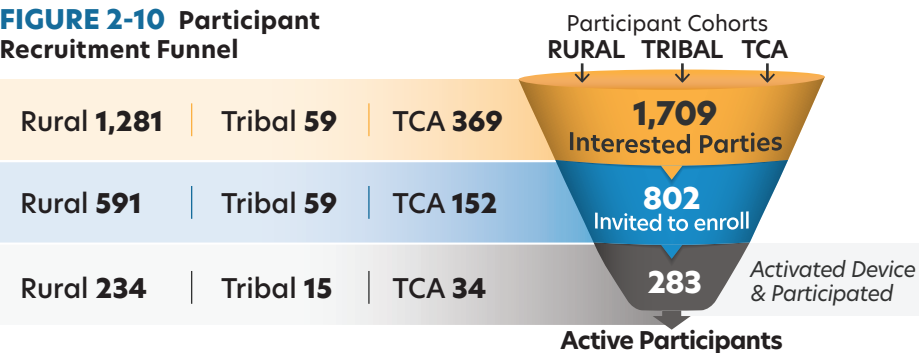 FIGURE 2-10 Participant
Recruitment Funnel
Participant Cohorts
RURAL TRIBAL TCA
Rural 1,281 Tribal 59 TCA 369
1,709
Interested Parties
Rural 591 Tribal 59 TCA 152
802
Invited to enroll
Rural 234 Tribal 15 TCA 34
283
Activated Device
& Participated
Active Participants